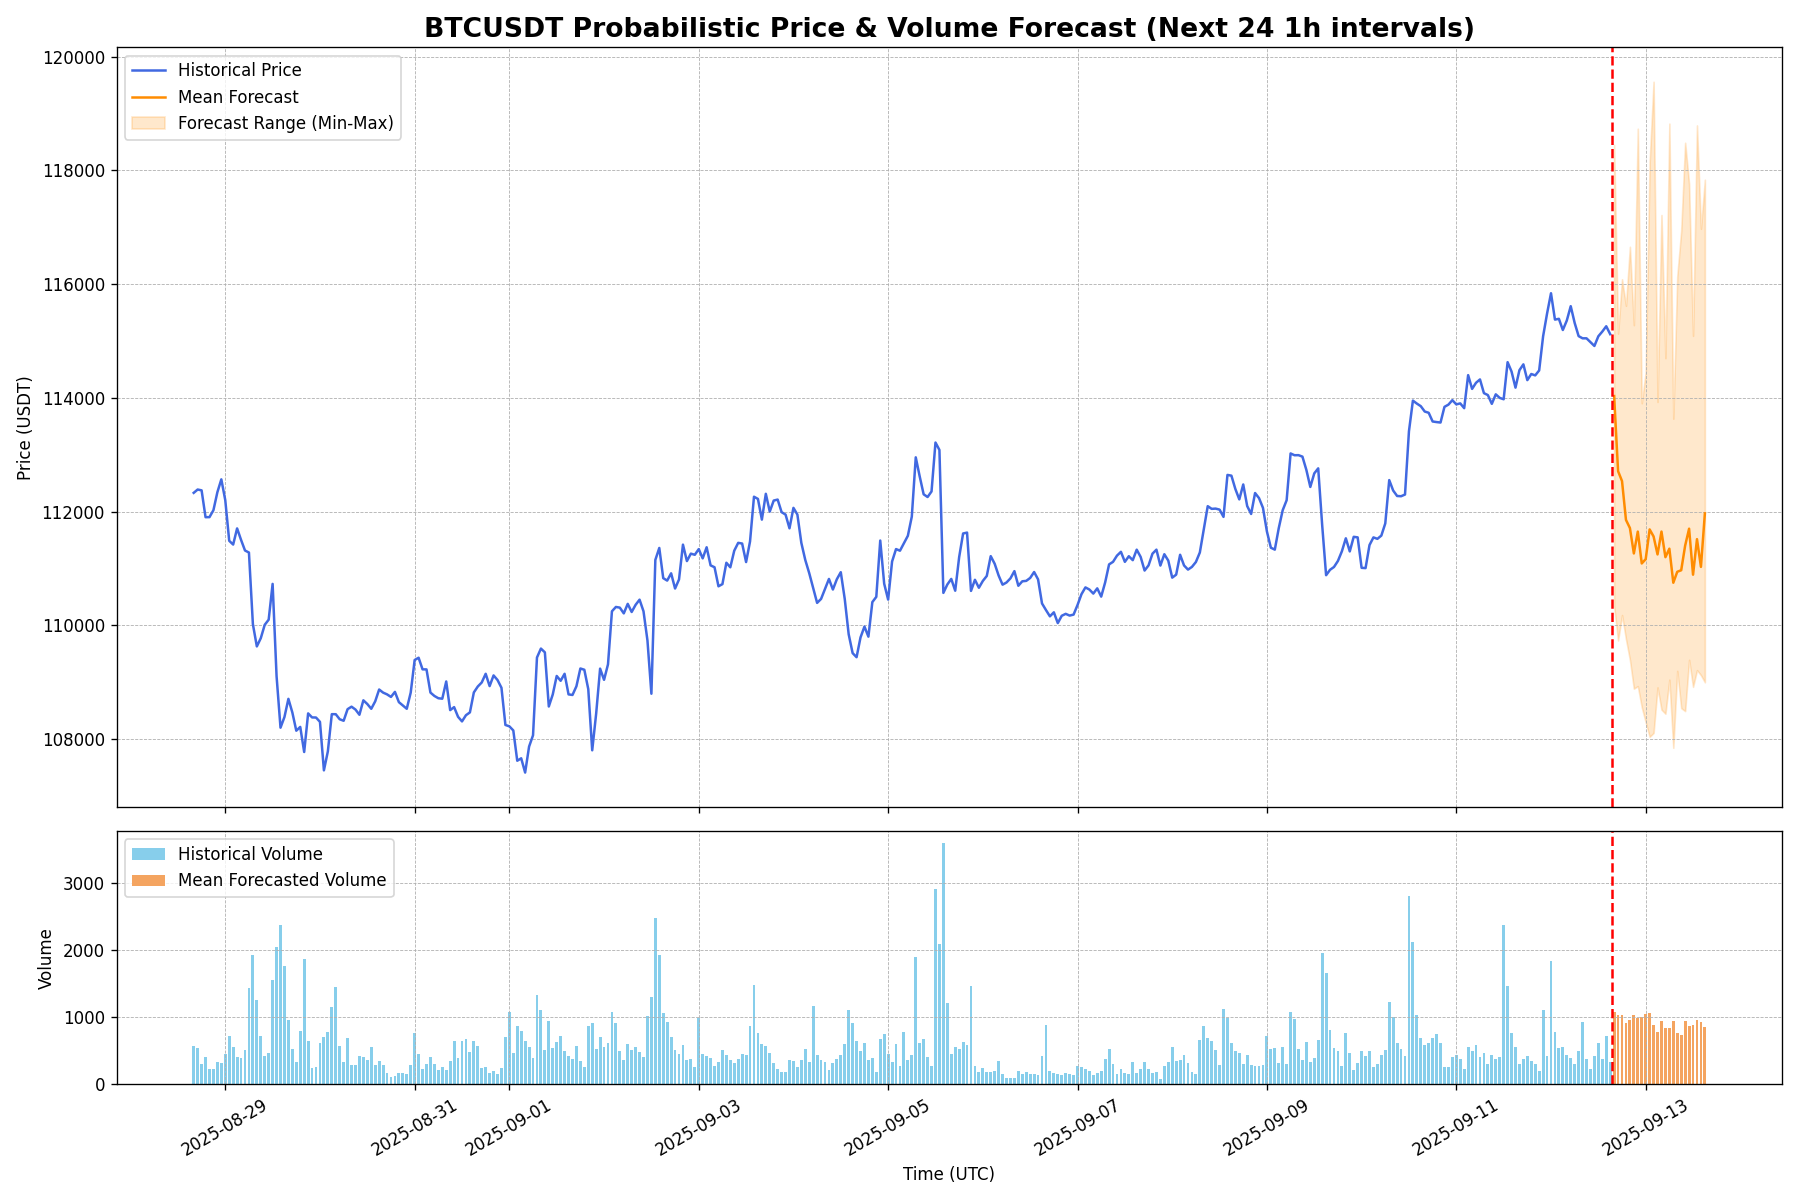 BTCUSDT Probabilistic Price & Volume Forecast (Next 24 1h intervals)
Historical Price
Mean Forecast
Forecast Range (Min-Max)
Price (USDT)
120000
118000
116000
114000
112000
110000
108000
Historical Volume
Mean Forecasted Volume
Volume
3000
2000
1000
0
2025-08-29
2025-08-31
2025-09-01
2025-09-03
2025-09-05
2025-09-07
2025-09-09
2025-09-11
2025-09-13
Time (UTC)